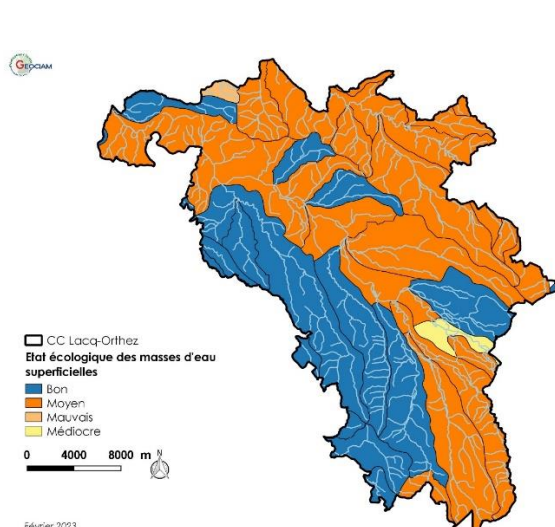 GEOCIAM
CC Lacq-Orthez
Etat écologique des masses d'eau
superficielles
Bon
Moyen
Mauvais
Médiocre
0 4000 8000 m N
Février 2023